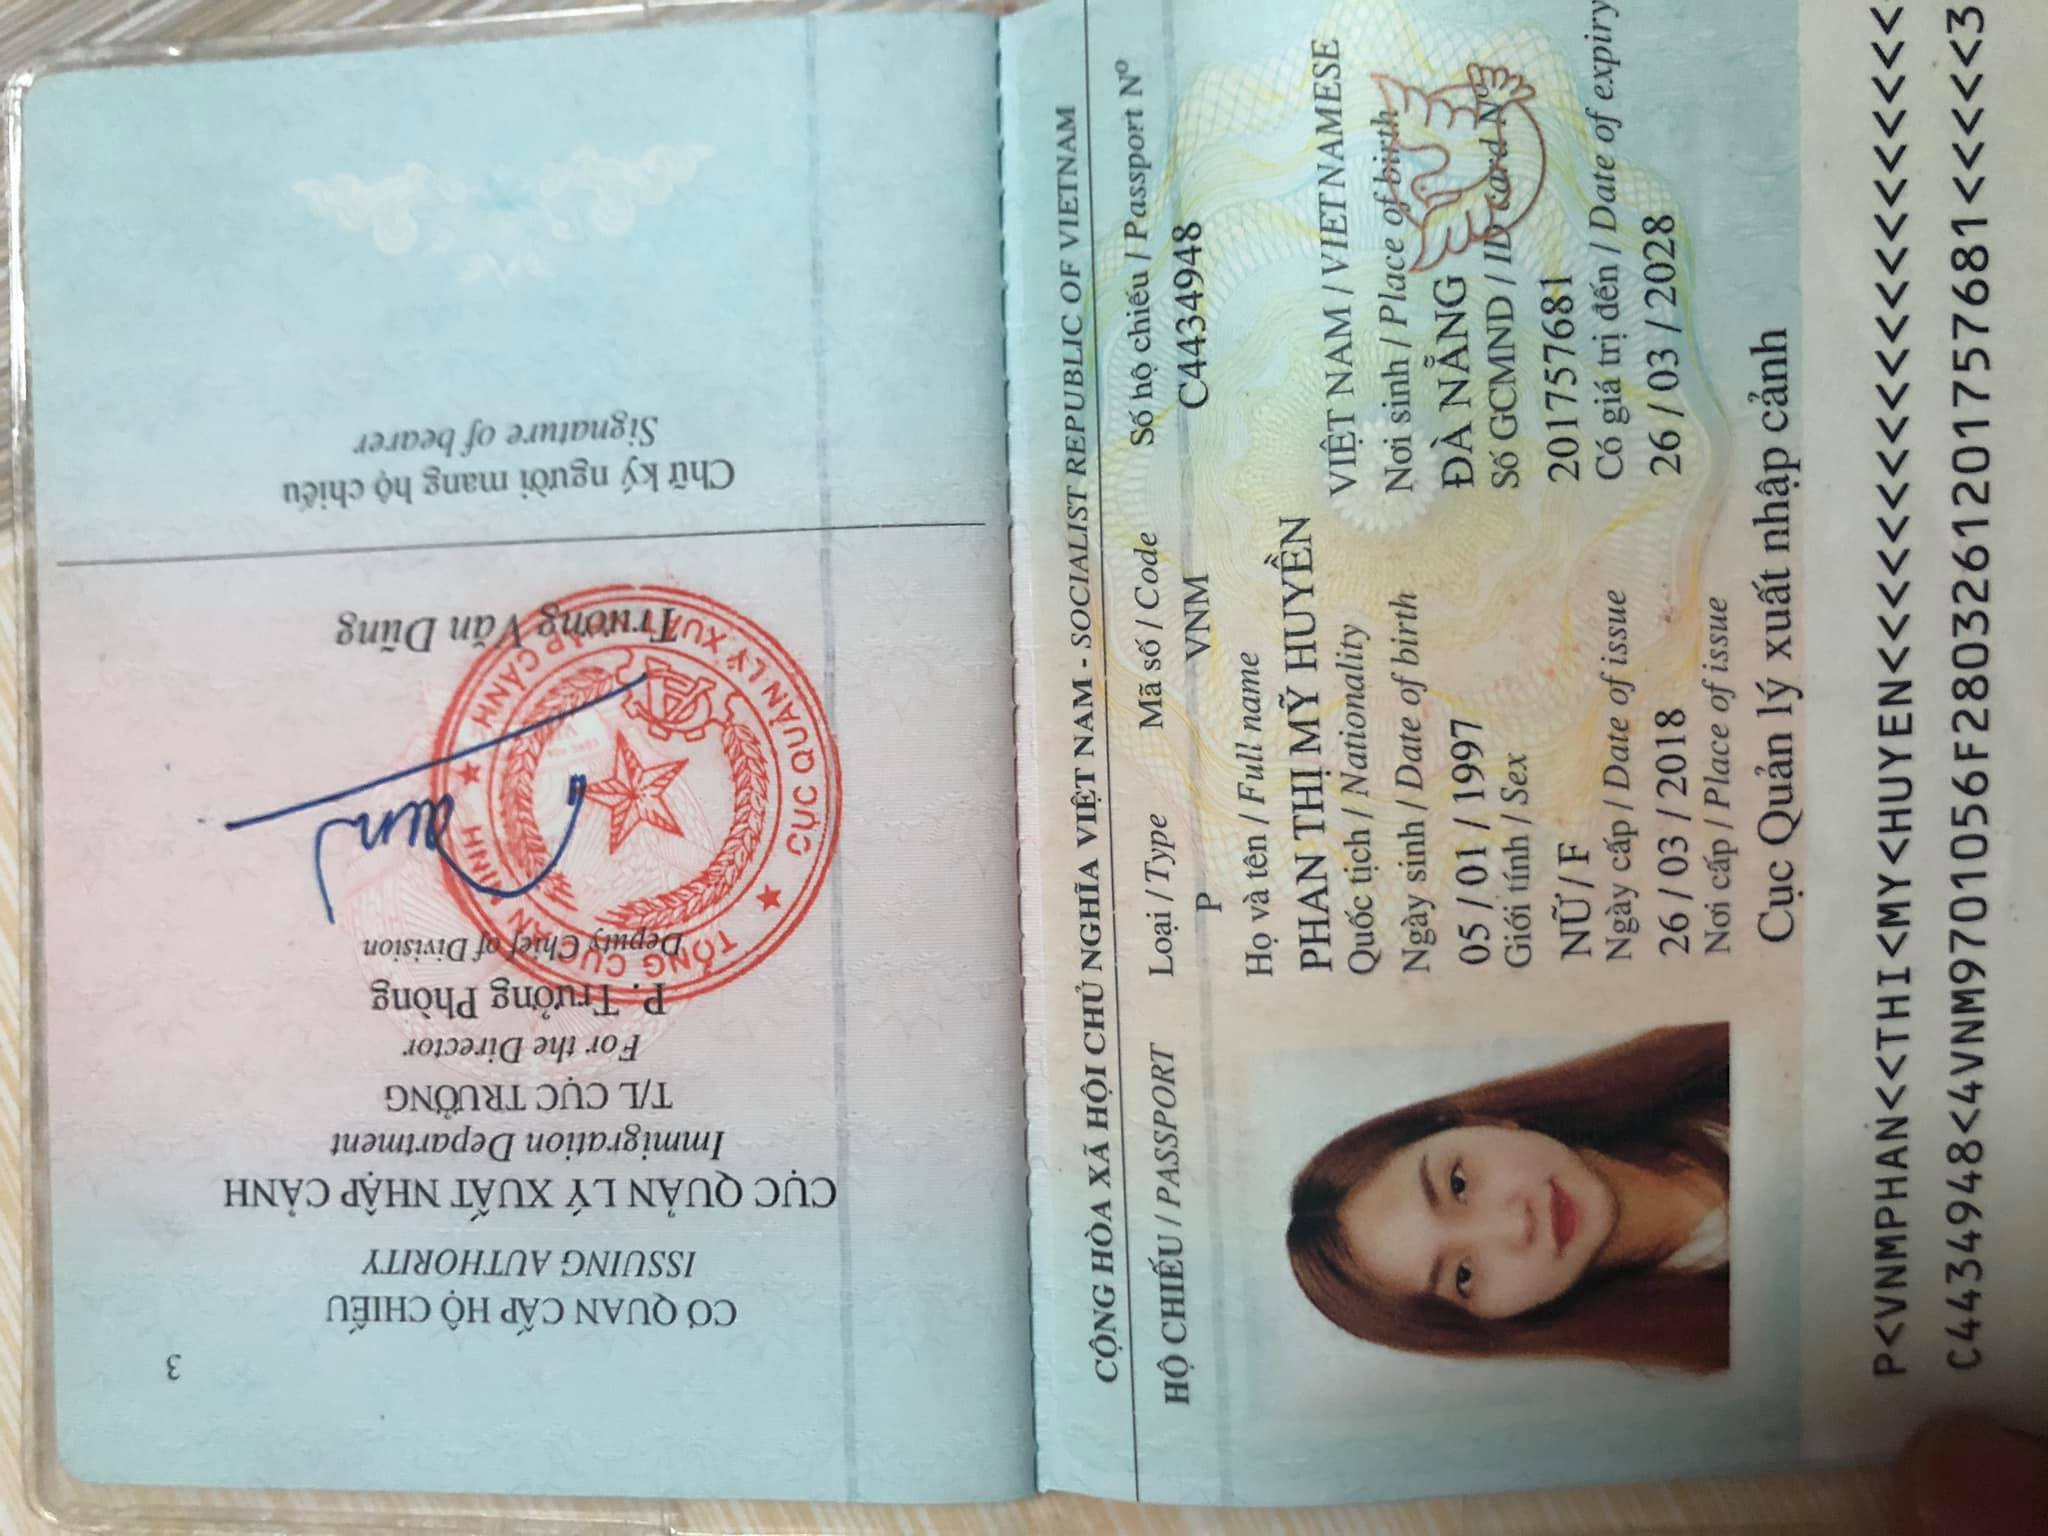 3
CƠ QUAN CẤP HỘ CHIẾU
ISSUING AUTHORITY
CỤC QUẢN LÝ XUẤT NHẬP CẢNH
Immigration Department
T/L CỤC TRƯỞNG
For the Director
P. Trưởng Phòng
Deputy Chief of Division
TỔNG CỤC AN NINH ★ CỤC QUẢN LÝ XUẤT NHẬP CẢNH ★
Trương Văn Dũng
Chữ ký người mang hộ chiếu
Signature of bearer
CỘNG HÒA XÃ HỘI CHỦ NGHĨA VIỆT NAM - SOCIALIST REPUBLIC OF VIETNAM
HỘ CHIẾU / PASSPORT
Loại / Type
Mã số / Code
Số hộ chiếu / Passport Nº
P
VNM
C4434948
Họ và tên / Full name
PHAN THỊ MỸ HUYỀN
Quốc tịch / Nationality
VIỆT NAM / VIETNAMESE
Ngày sinh / Date of birth
Nơi sinh / Place of birth
05 / 01 / 1997
ĐÀ NẴNG
Giới tính / Sex
Số GCMND / ID card Nº
NỮ / F
201757681
Ngày cấp / Date of issue
Có giá trị đến / Date of expiry
26 / 03 / 2018
26 / 03 / 2028
Nơi cấp / Place of issue
Cục Quản lý xuất nhập cảnh
P<VNMPHAN<<THI<MY<HUYEN<<<<<<<<<<<<<<<<<<<<<
C4434948<4VNM9701056F2803261201757681<<<<<3